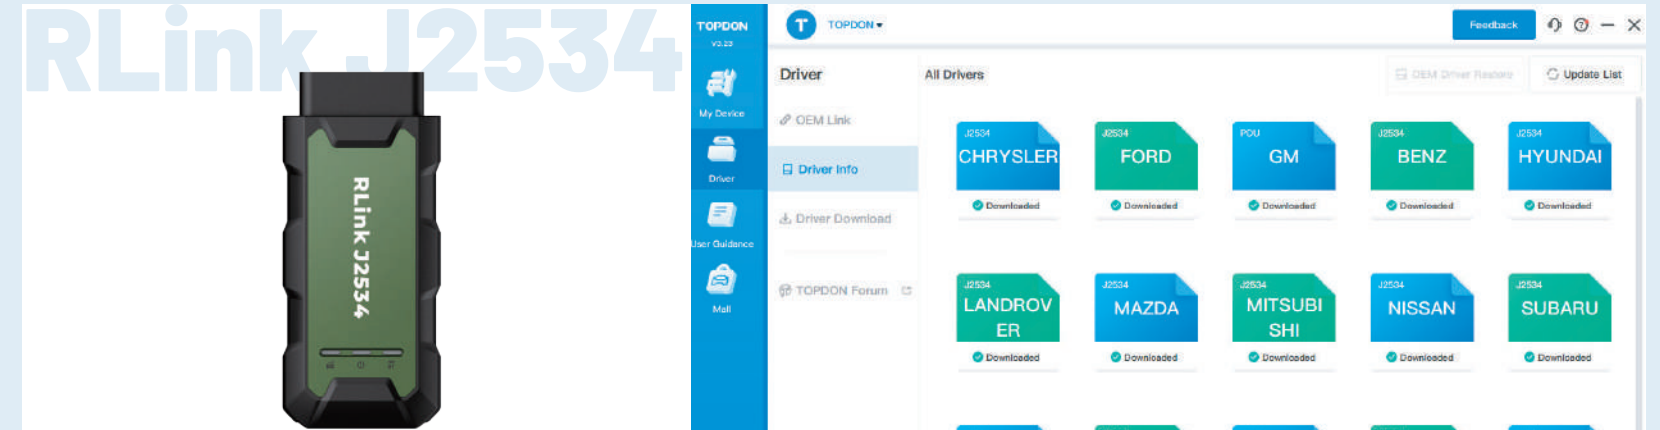 RLink J2534
RLink J2534
TOPDON
V3.23
My Device
Driver
User Guidance
Mall
T
TOPDON
Feedback
Driver
OEM Link
Driver Info
Driver Download
TOPDON Forum
All Drivers
OEM Driver Restore
Update List
J2534
CHRYSLER
Downloaded
J2534
FORD
Downloaded
PDU
GM
Downloaded
J2534
BENZ
Downloaded
J2534
HYUNDAI
Downloaded
J2534
LANDROV
ER
Downloaded
J2534
MAZDA
Downloaded
J2534
MITSUBI
SHI
Downloaded
J2534
NISSAN
Downloaded
J2534
SUBARU
Downloaded